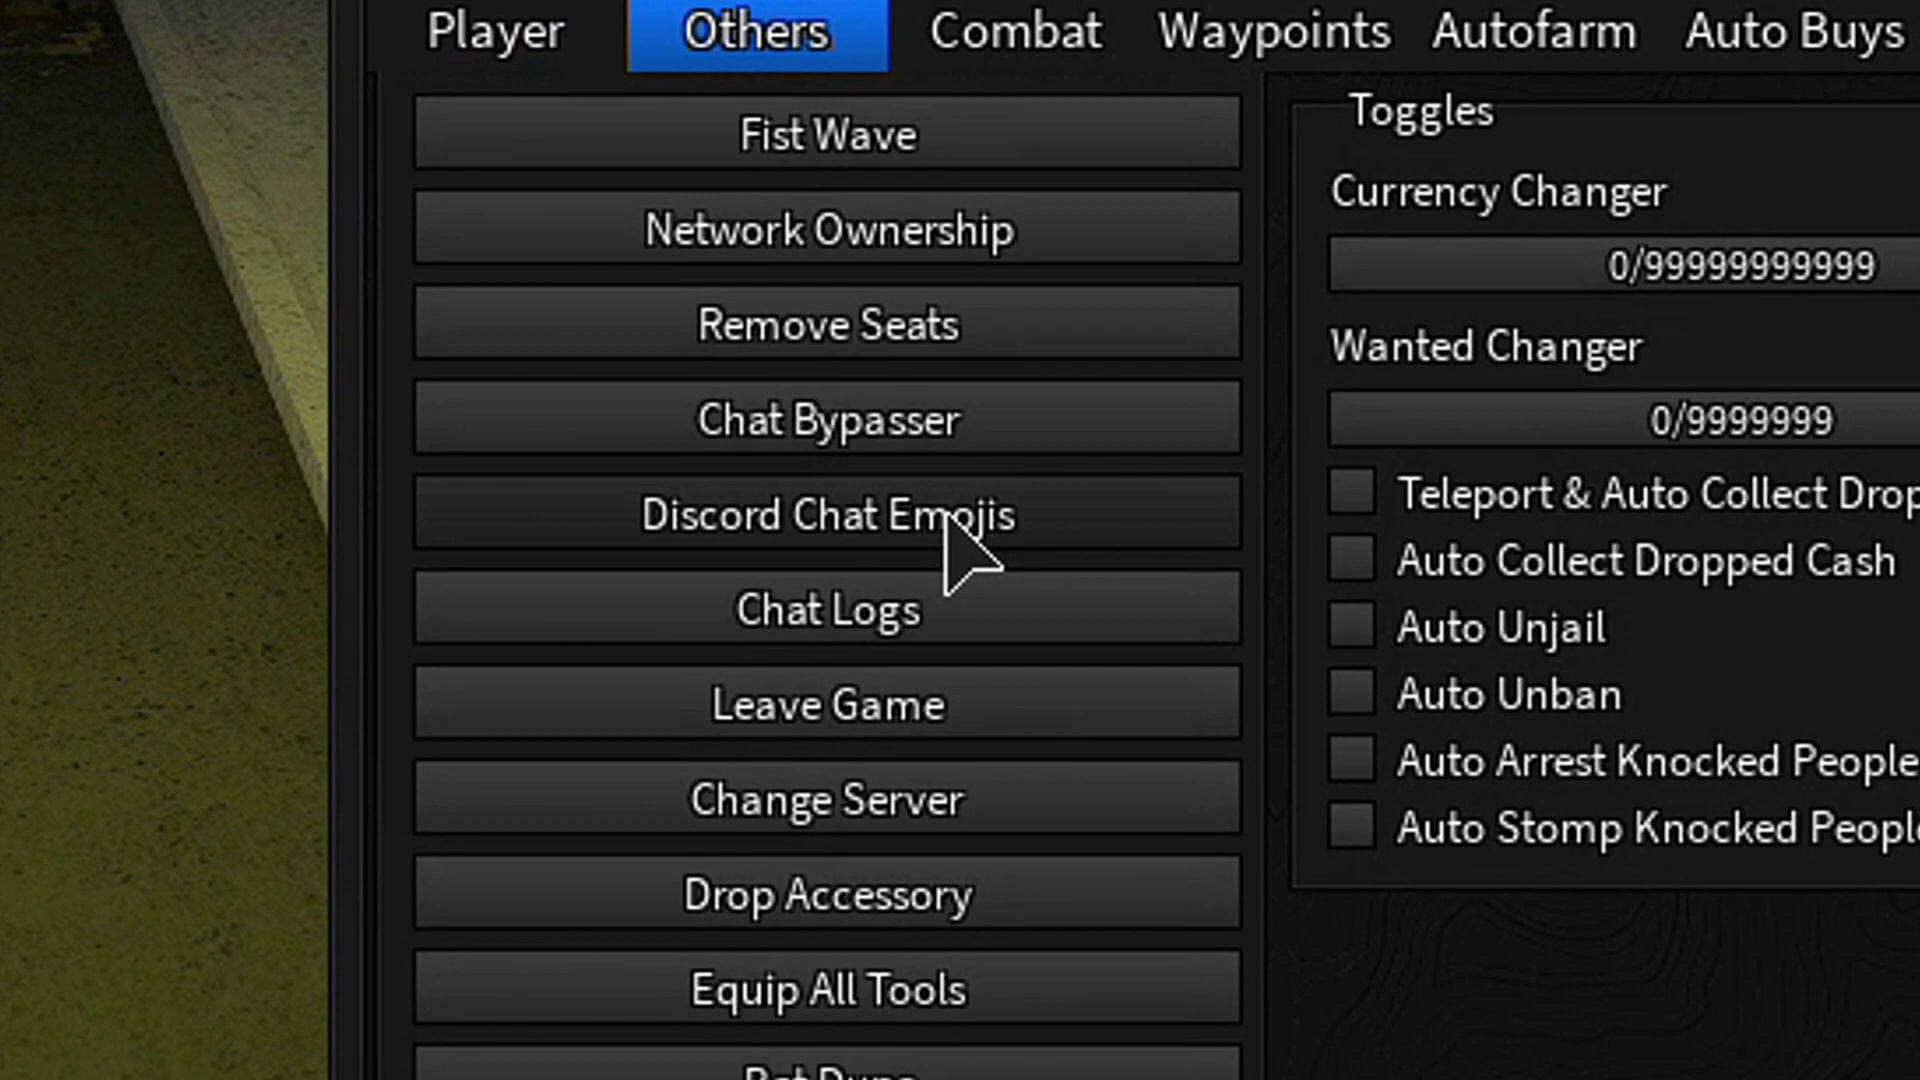 Player Others Combat Waypoints Autofarm Auto Buys
Fist Wave
Network Ownership
Remove Seats
Chat Bypasser
Discord Chat Emojis
Chat Logs
Leave Game
Change Server
Drop Accessory
Equip All Tools
Toggles
Currency Changer
0/99999999999
Wanted Changer
0/9999999
Teleport & Auto Collect Drop
Auto Collect Dropped Cash
Auto Unjail
Auto Unban
Auto Arrest Knocked People
Auto Stomp Knocked People